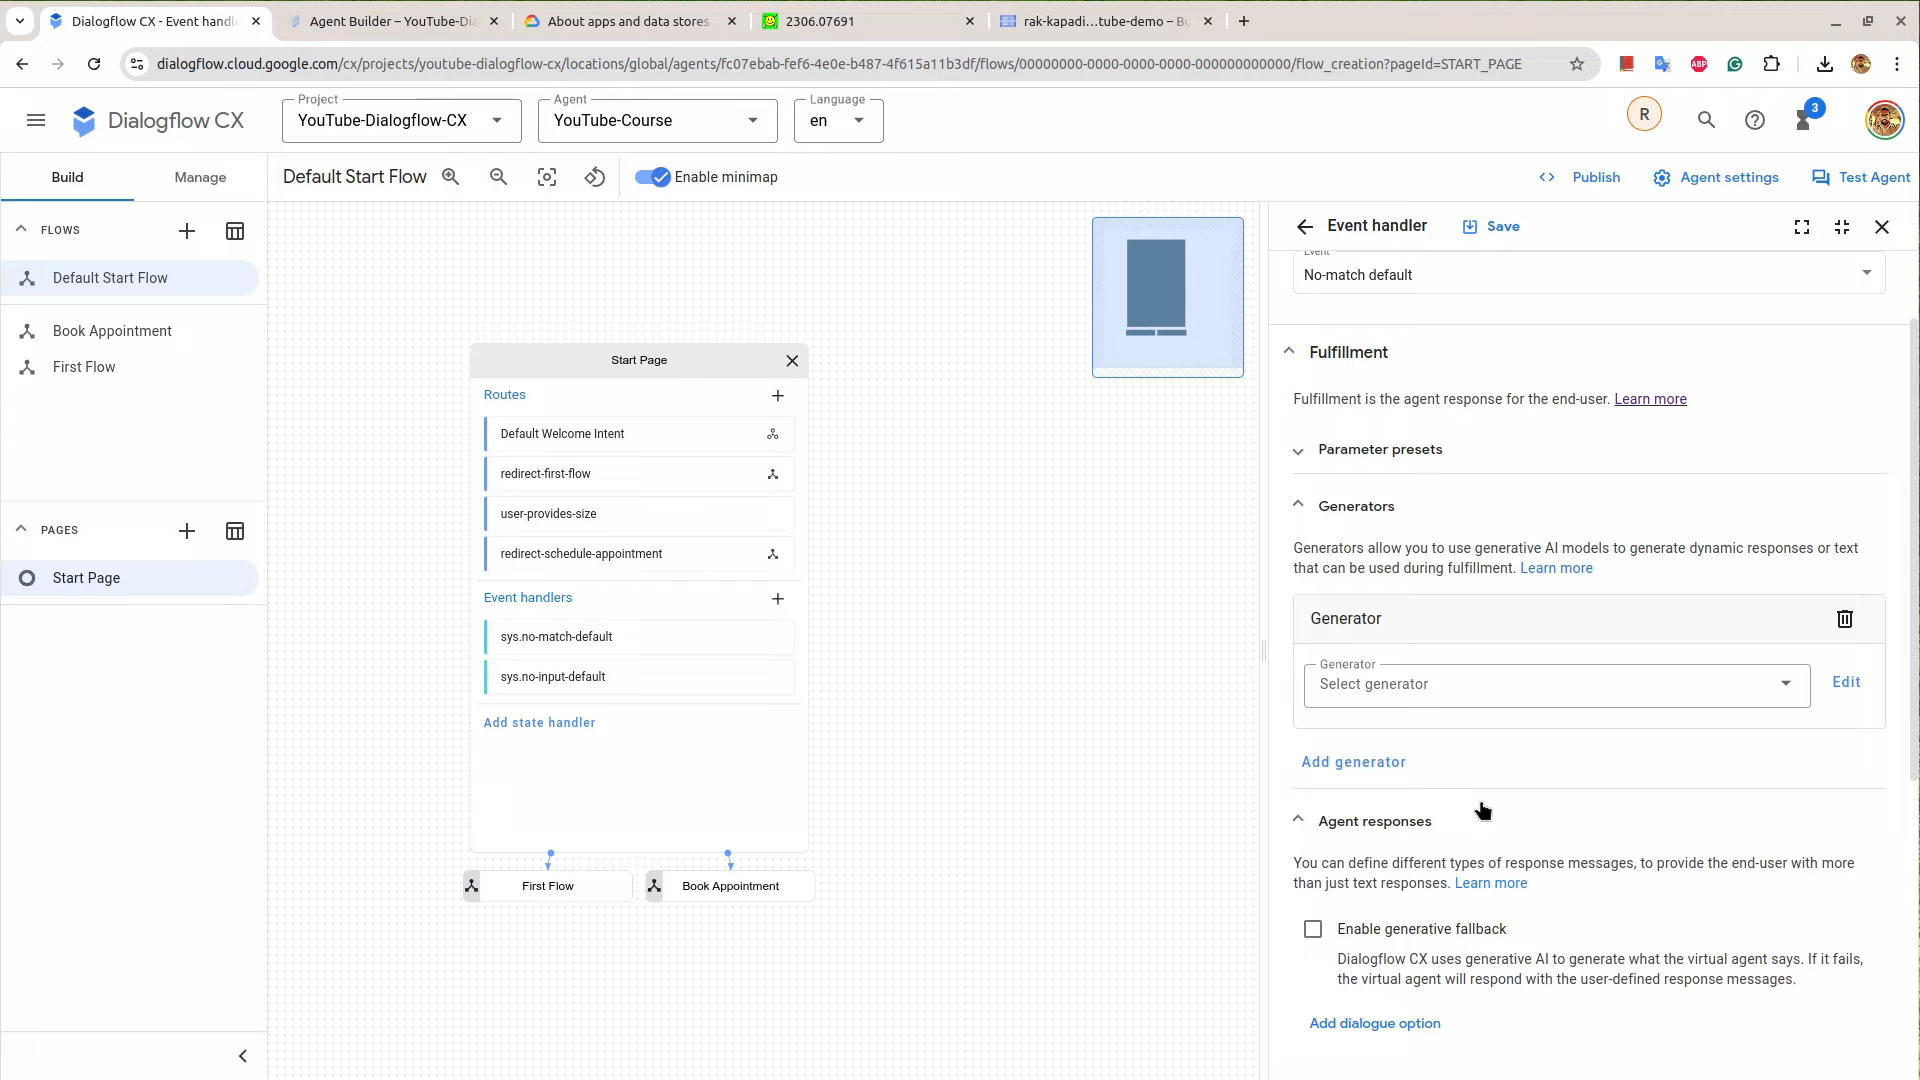 Dialogflow CX - Event handle
Agent Builder – YouTube-Dia
About apps and data stores
2306.07691
rak-kapadi...tube-demo – Bu
dialogflow.cloud.google.com/cx/projects/youtube-dialogflow-cx/locations/global/agents/fc07ebab-fef6-4e0e-b487-4f615a11b3df/flows/00000000-0000-0000-0000-000000000000/flow_creation?pageId=START_PAGE
ABP
Dialogflow CX
Project
YouTube-Dialogflow-CX
Agent
YouTube-Course
Language
en
R
3
Build
Manage
Default Start Flow
Enable minimap
Publish
Agent settings
Test Agent
FLOWS
Default Start Flow
Book Appointment
First Flow
PAGES
Start Page
Start Page
Routes
Default Welcome Intent
redirect-first-flow
user-provides-size
redirect-schedule-appointment
Event handlers
sys.no-match-default
sys.no-input-default
Add state handler
First Flow
Book Appointment
Event handler
Save
Event
No-match default
Fulfillment
Fulfillment is the agent response for the end-user. Learn more
Parameter presets
Generators
Generators allow you to use generative AI models to generate dynamic responses or text
that can be used during fulfillment. Learn more
Generator
Generator
Select generator
Edit
Add generator
Agent responses
You can define different types of response messages, to provide the end-user with more
than just text responses. Learn more
Enable generative fallback
Dialogflow CX uses generative AI to generate what the virtual agent says. If it fails,
the virtual agent will respond with the user-defined response messages.
Add dialogue option